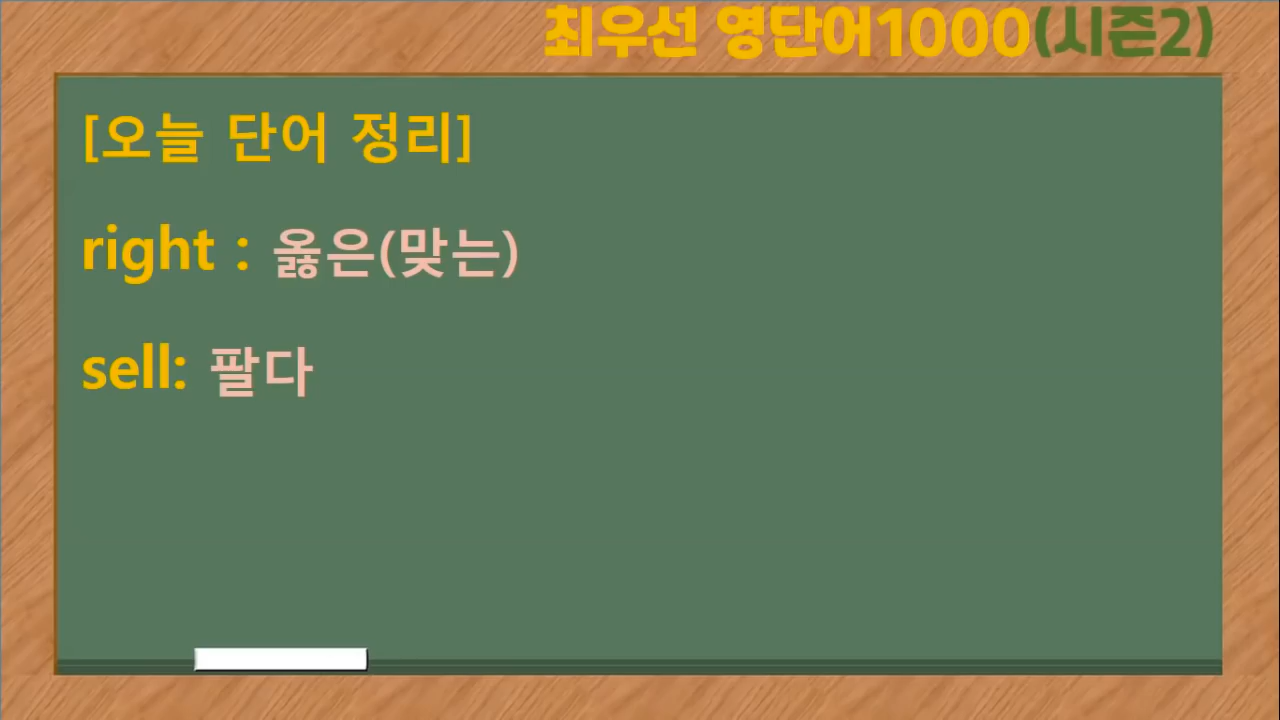 최우선 영단어1000(시즌2)
[오늘 단어 정리]
right : 옳은(맞는)
sell: 팔다